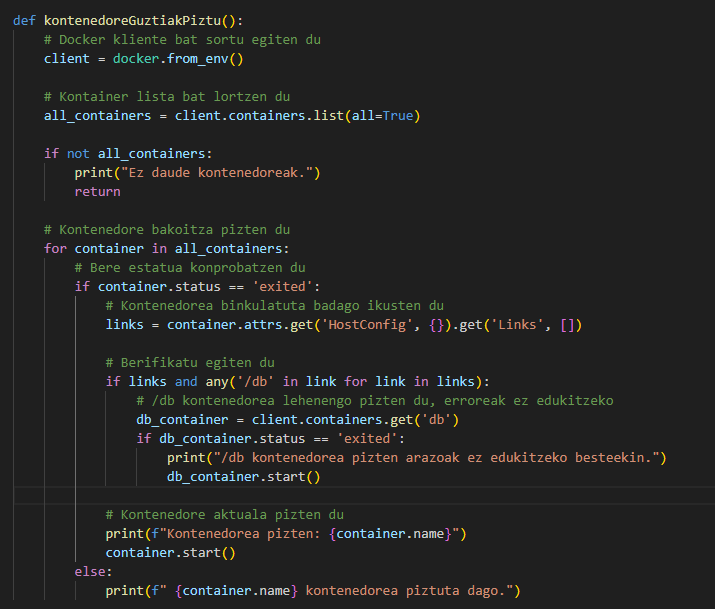 def kontenedoreGuztiakPiztu():
    # Docker kliente bat sortu egiten du
    client = docker.from_env()
    # Kontainer lista bat lortzen du
    all_containers = client.containers.list(all=True)
    if not all_containers:
        print("Ez daude kontenedoreak.")
        return
    # Kontenedore bakoitza pizten du
    for container in all_containers:
        # Bere estatua konprobatzen du
        if container.status == 'exited':
            # Kontenedorea binkulatuta badago ikusten du
            links = container.attrs.get('HostConfig', {}).get('Links', [])
            # Berifikatu egiten du
            if links and any('/db' in link for link in links):
                # /db kontenedorea lehenengo pizten du, erroreak ez edukitzeko
                db_container = client.containers.get('db')
                if db_container.status == 'exited':
                    print("/db kontenedorea pizten arazoak ez edukitzeko besteekin.")
                    db_container.start()
            # Kontenedore aktuala pizten du
            print(f"Kontenedorea pizten: {container.name}")
            container.start()
        else:
            print(f" {container.name} kontenedorea piztuta dago.")